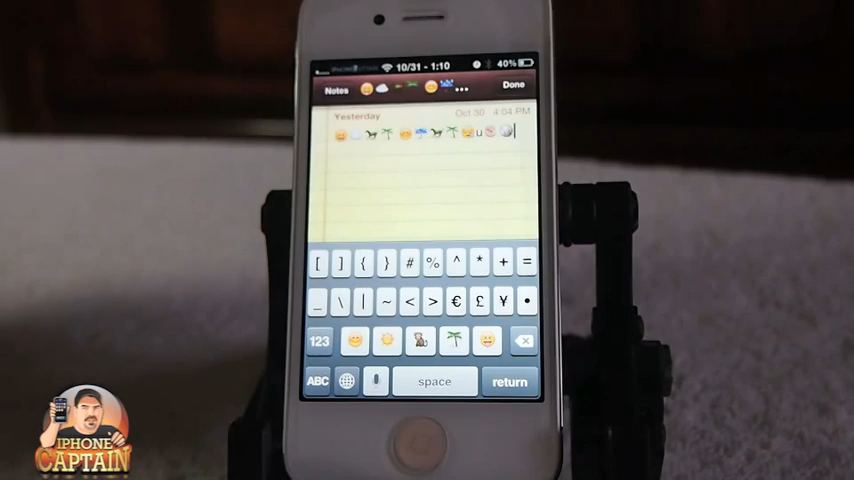 10/31 - 1:10 40%
Notes ... Done
Yesterday Oct 30 4:04 PM
u
[ ] { } # % ^ * + =
_ \ | ~ < > € £ ¥ •
123
ABC space return
IPHONE
CAPTAIN